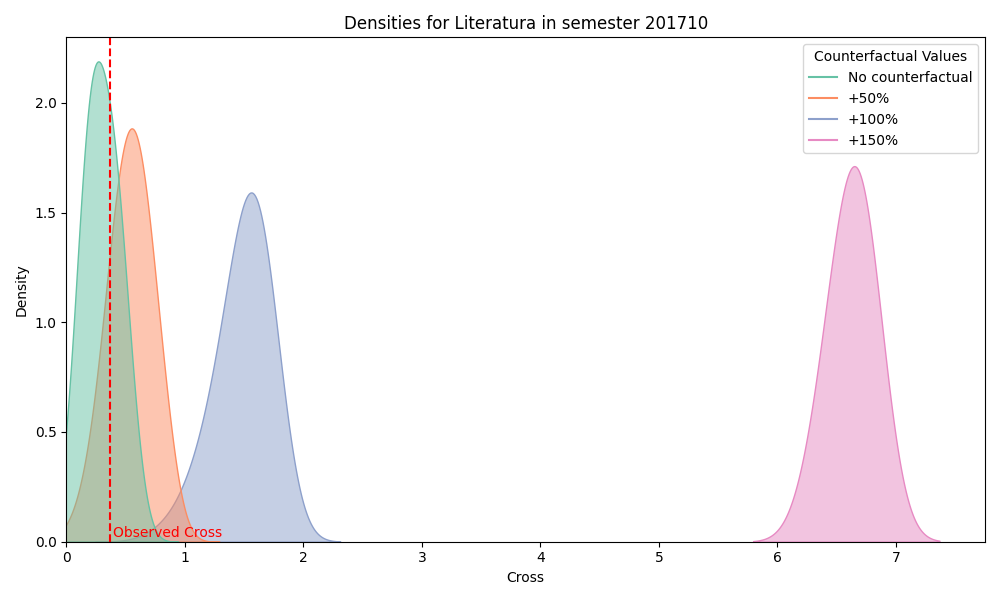 Densities for Literatura in semester 201710
Counterfactual Values
No counterfactual
+50%
+100%
+150%
Density
2.0
1.5
1.0
0.5
0.0
Observed Cross
0 1 2 3 4 5 6 7
Cross